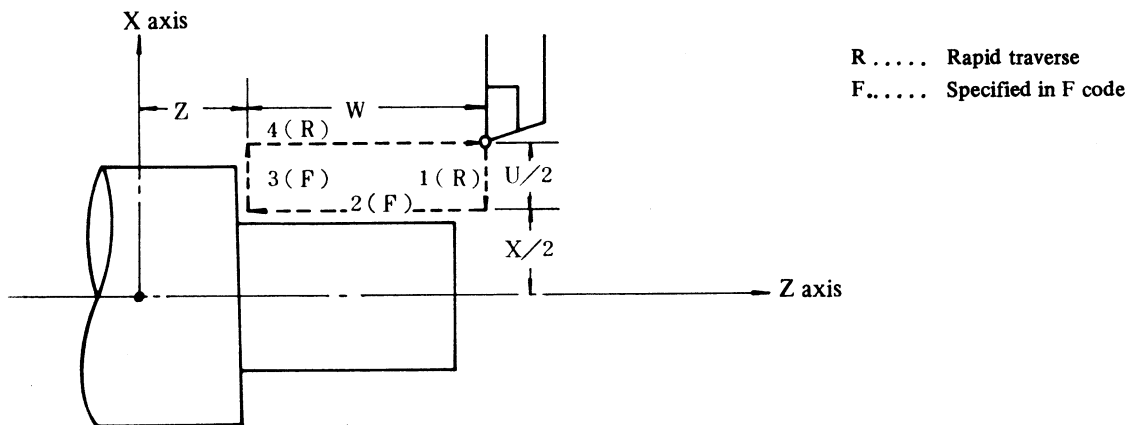 X axis
R ..... Rapid traverse
F...... Specified in F code
Z
W
4 ( R )
3 ( F )
1 ( R )
U/2
2 ( F )
X/2
Z axis